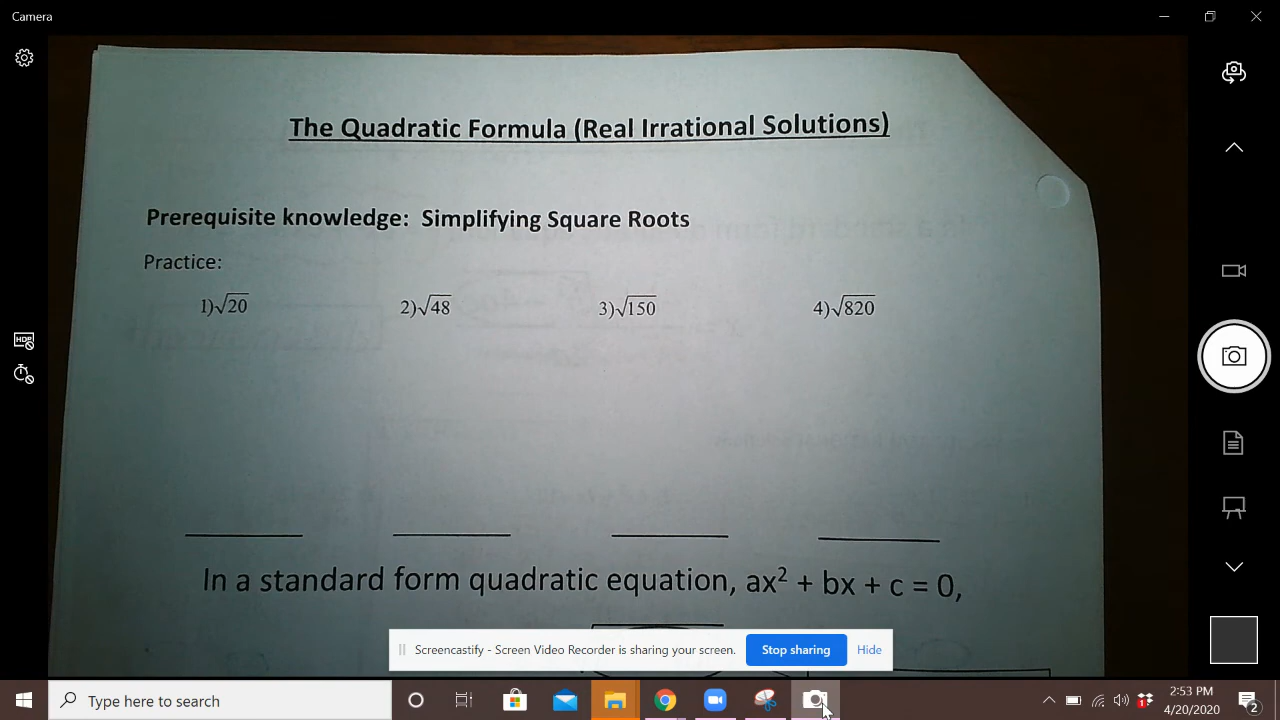 Camera
The Quadratic Formula (Real Irrational Solutions)
Prerequisite knowledge: Simplifying Square Roots
Practice:
1)√20 2)√48 3)√150 4)√820
In a standard form quadratic equation, ax² + bx + c = 0,
Screencastify - Screen Video Recorder is sharing your screen. Stop sharing Hide
Type here to search
2:53 PM
4/20/2020